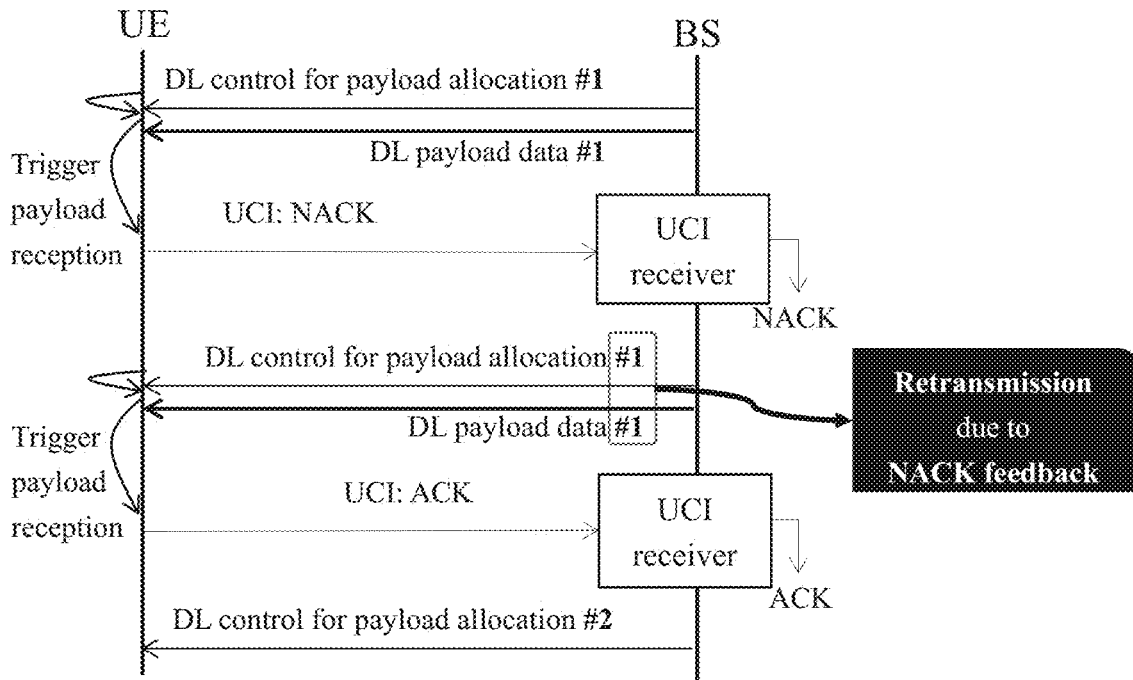 UE
BS
DL control for payload allocation #1
DL payload data #1
Trigger
payload
reception
UCI: NACK
UCI
receiver
NACK
DL control for payload allocation #1
DL payload data #1
Retransmission
due to
NACK feedback
Trigger
payload
reception
UCI: ACK
UCI
receiver
ACK
DL control for payload allocation #2